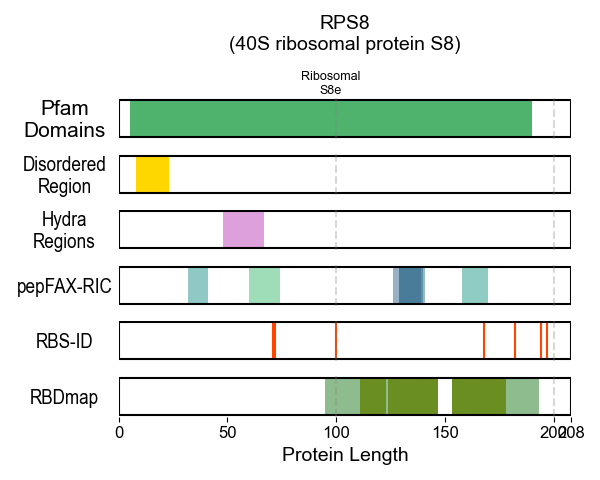 RPS8
(40S ribosomal protein S8)
Ribosomal
S8e
Pfam
Domains
Disordered
Region
Hydra
Regions
pepFAX-RIC
RBS-ID
RBDmap
0 50 100 150 200 208
Protein Length